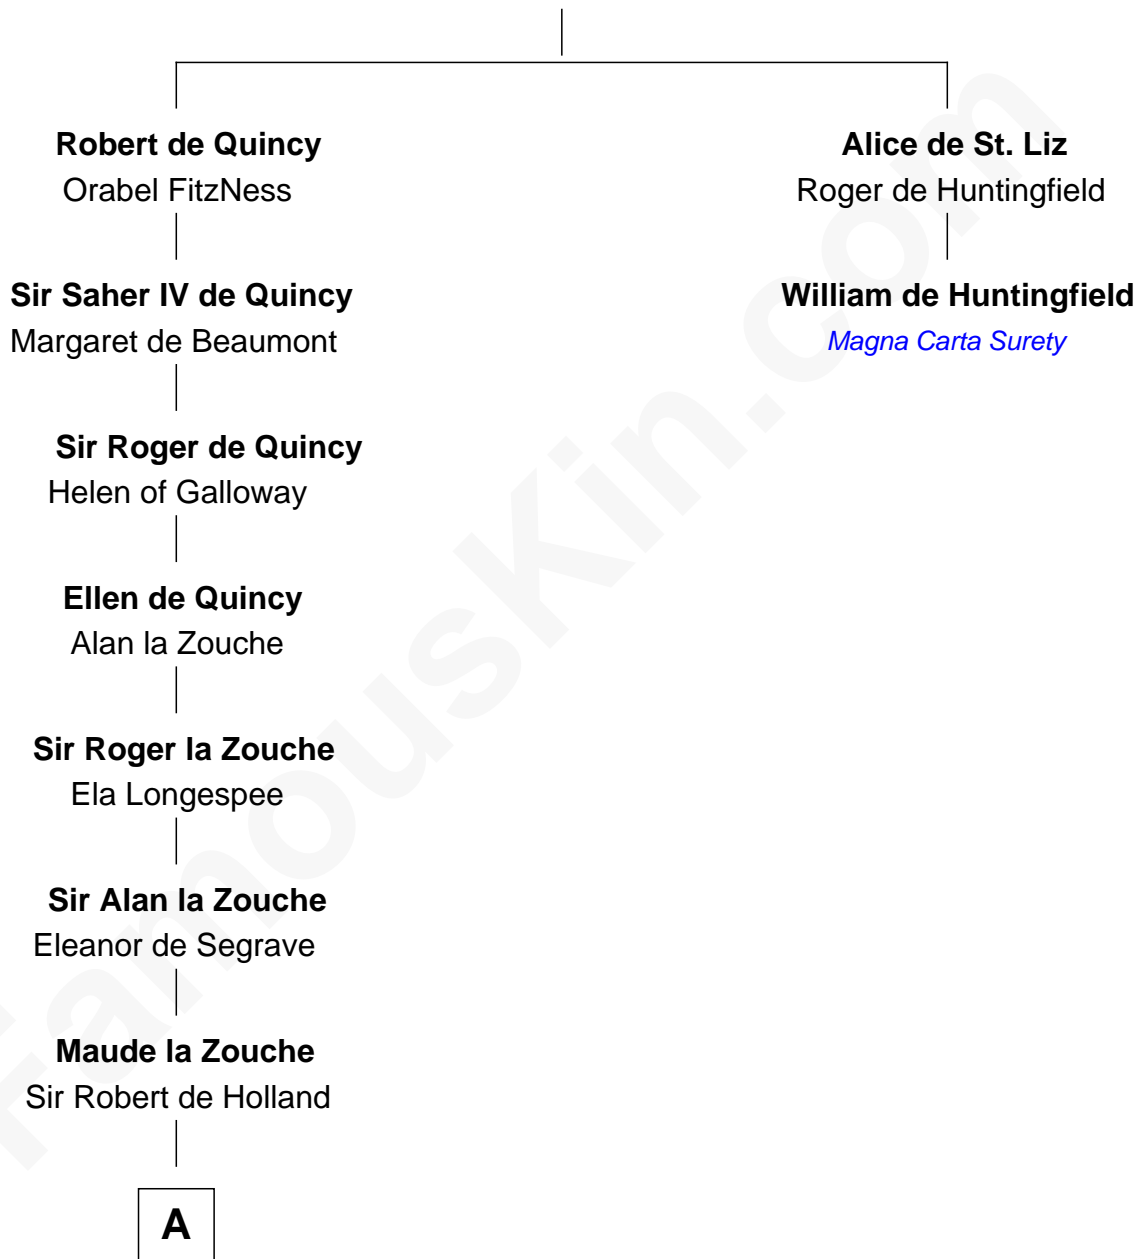 Robert de Quincy
Orabel FitzNess
Alice de St. Liz
Roger de Huntingfield
Sir Saher IV de Quincy
Margaret de Beaumont
William de Huntingfield
Magna Carta Surety
Sir Roger de Quincy
Helen of Galloway
Ellen de Quincy
Alan la Zouche
Sir Roger la Zouche
Ela Longespee
Sir Alan la Zouche
Eleanor de Segrave
Maude la Zouche
Sir Robert de Holland
A
FamousKin.com